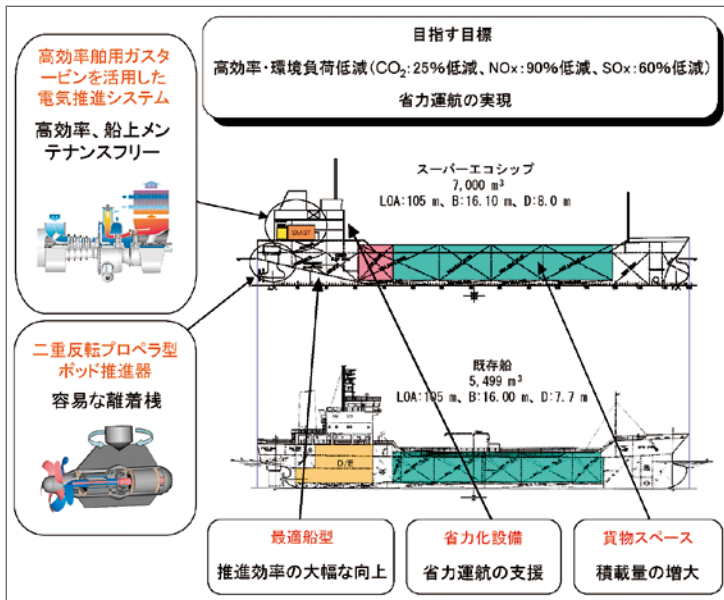 目指す目標
高効率・環境負荷低減(CO₂:25%低減、NOx:90%低減、SOx:60%低減)
省力運航の実現
高効率舶用ガスタ
ービンを活用した
電気推進システム
高効率、船上メン
テナンスフリー
スーパーエコシップ
7,000 m³
LOA:105 m、B:16.10 m、D:8.0 m
SMGT
二重反転プロペラ型
ポッド推進器
容易な離着桟
既存船
5,499 m³
LOA:105 m、B:16.00 m、D:7.7 m
D/E
最適船型
推進効率の大幅な向上
省力化設備
省力運航の支援
貨物スペース
積載量の増大